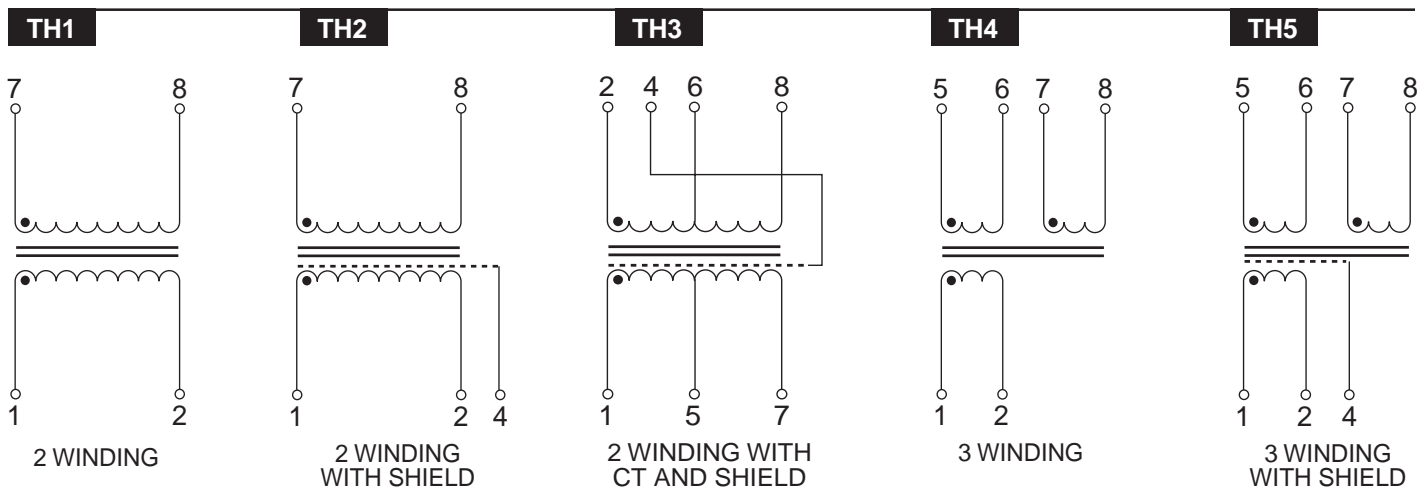 TH1 TH2 TH3 TH4 TH5
7 8 7 8 2 4 6 8 5 6 7 8 5 6 7 8
1 2 1 2 4 1 5 7 1 2 1 2 4
2 WINDING
2 WINDING
WITH SHIELD
2 WINDING WITH
CT AND SHIELD
3 WINDING
3 WINDING
WITH SHIELD